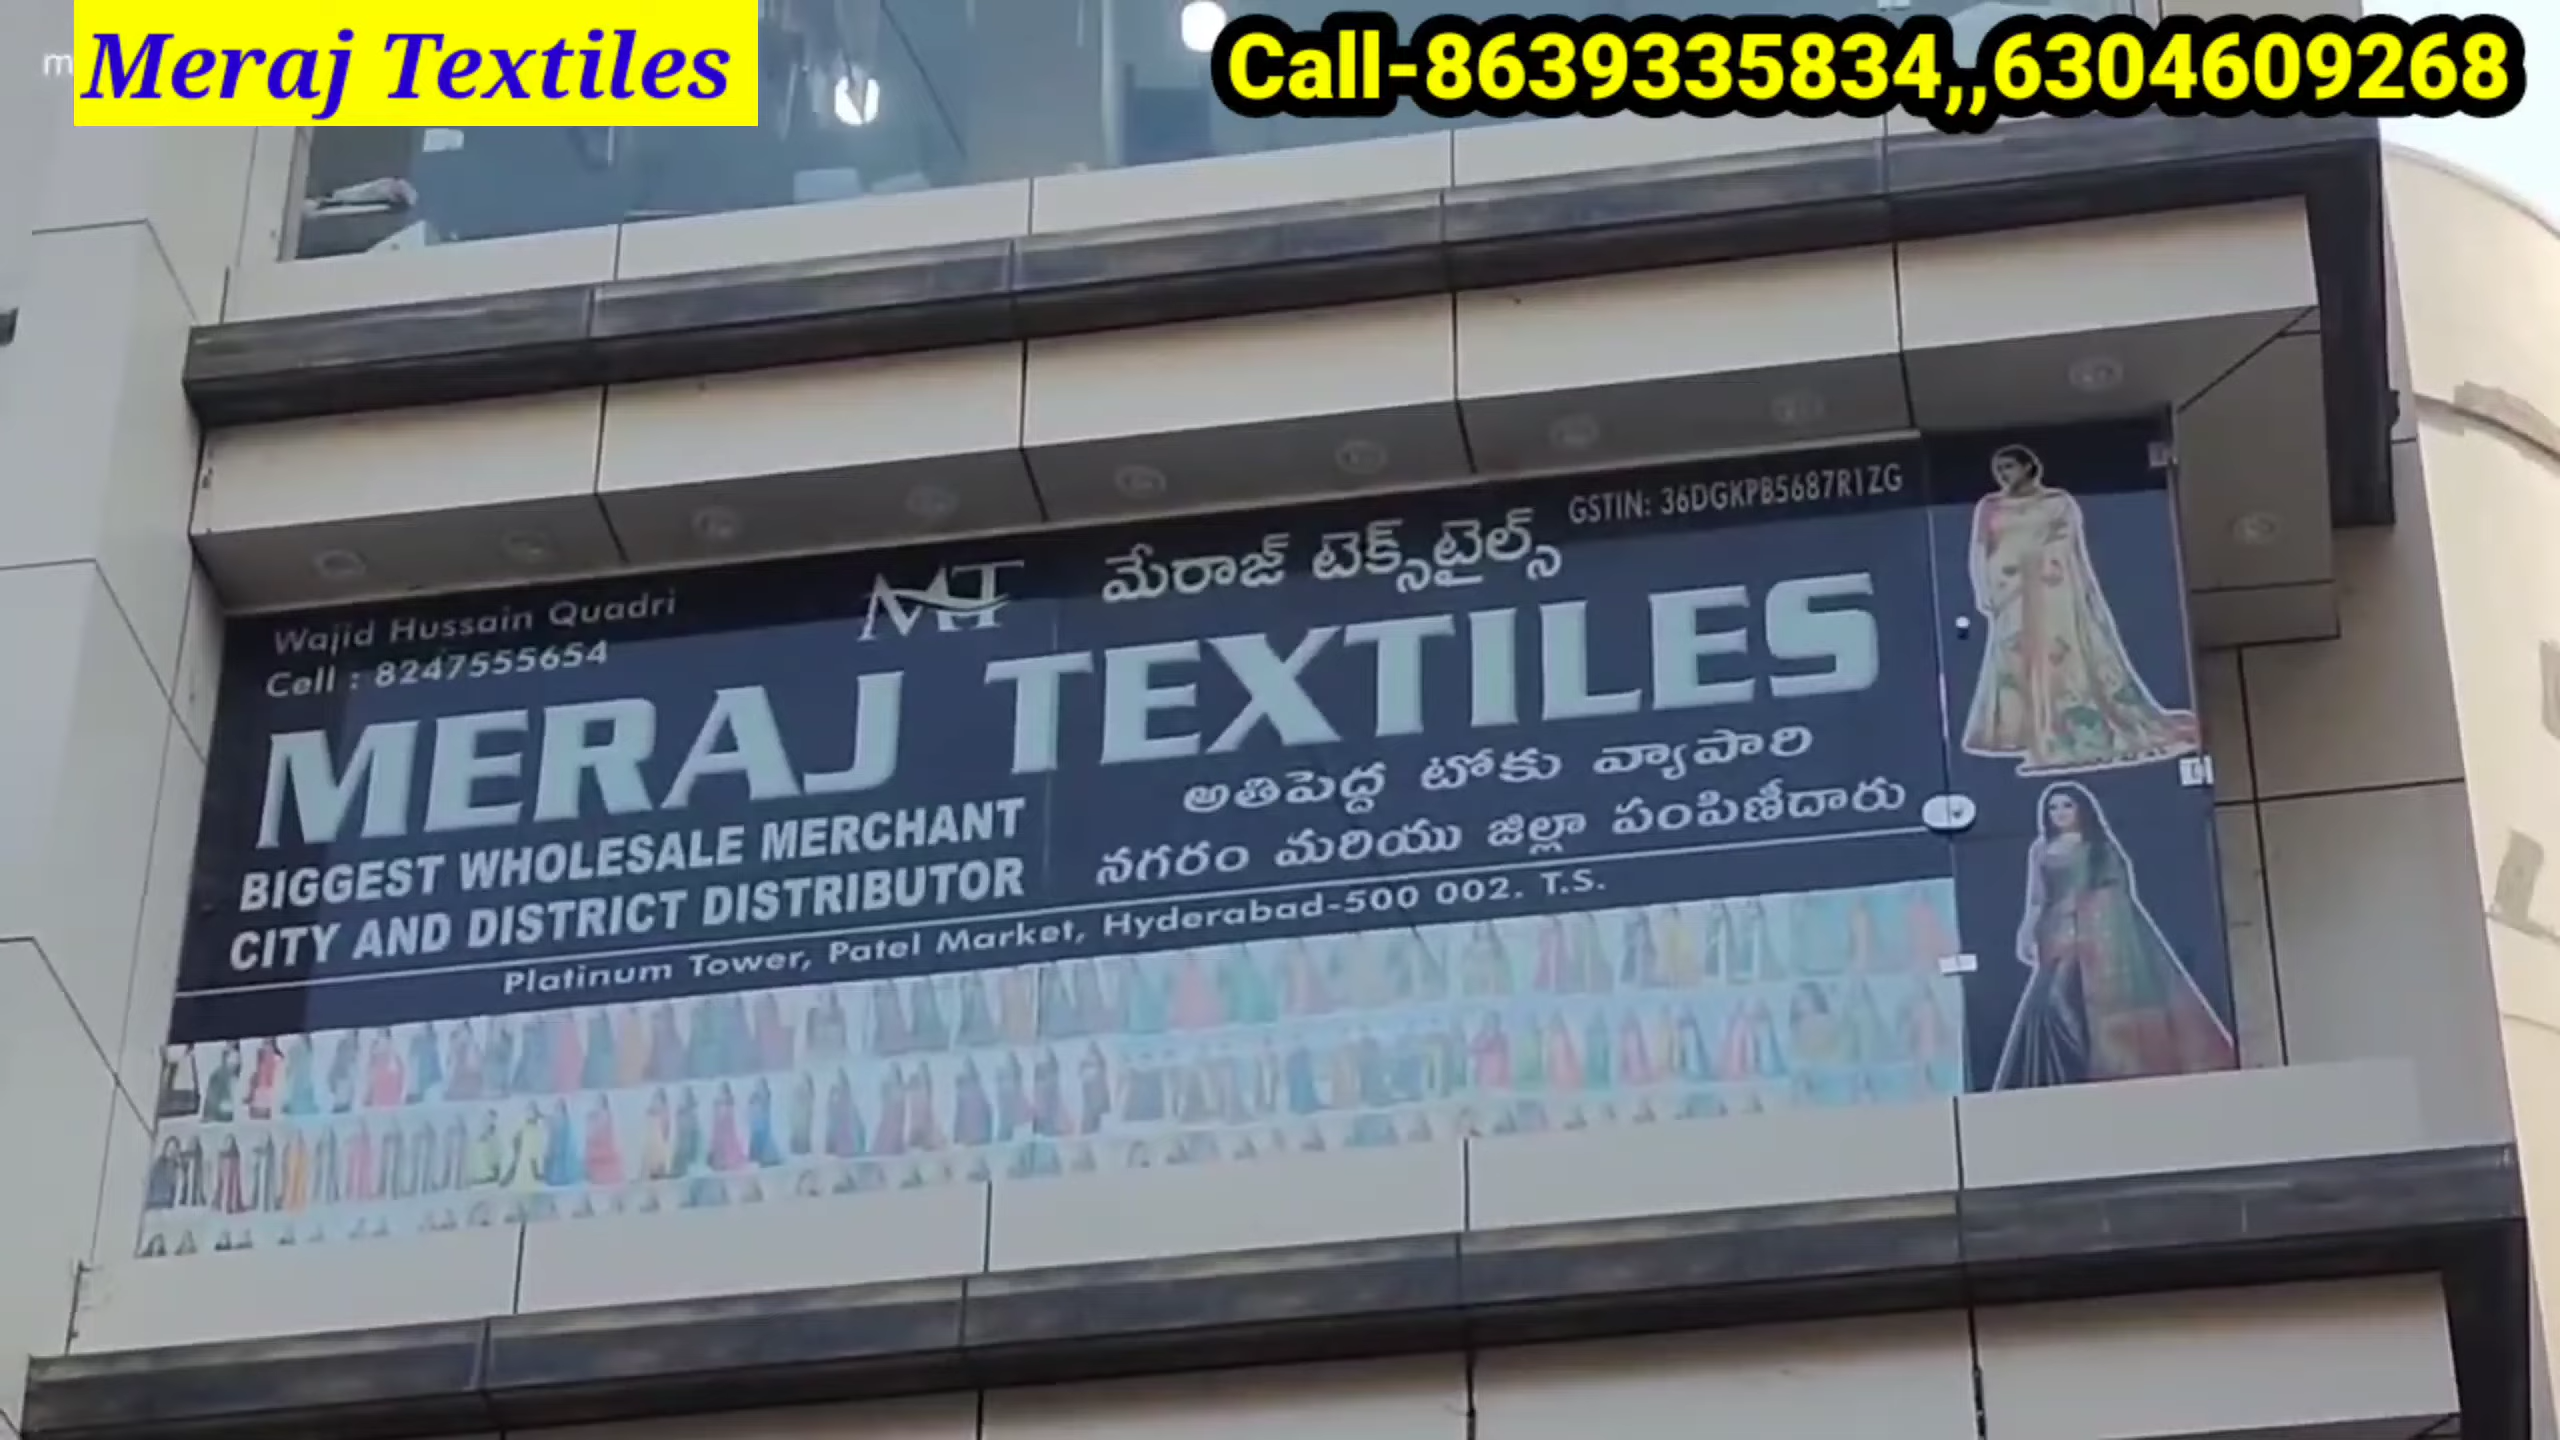 Meraj Textiles
Call-8639335834,,6304609268
Wajid Hussain Quadri
Cell : 8247555654
MT
మేరాజ్ టెక్స్‌టైల్స్
GSTIN: 36DGKPB5687R1ZG
MERAJ TEXTILES
BIGGEST WHOLESALE MERCHANT
CITY AND DISTRICT DISTRIBUTOR
అతిపెద్ద టోకు వ్యాపారి
నగరం మరియు జిల్లా పంపిణీదారు
Platinum Tower, Patel Market, Hyderabad-500 002. T.S.